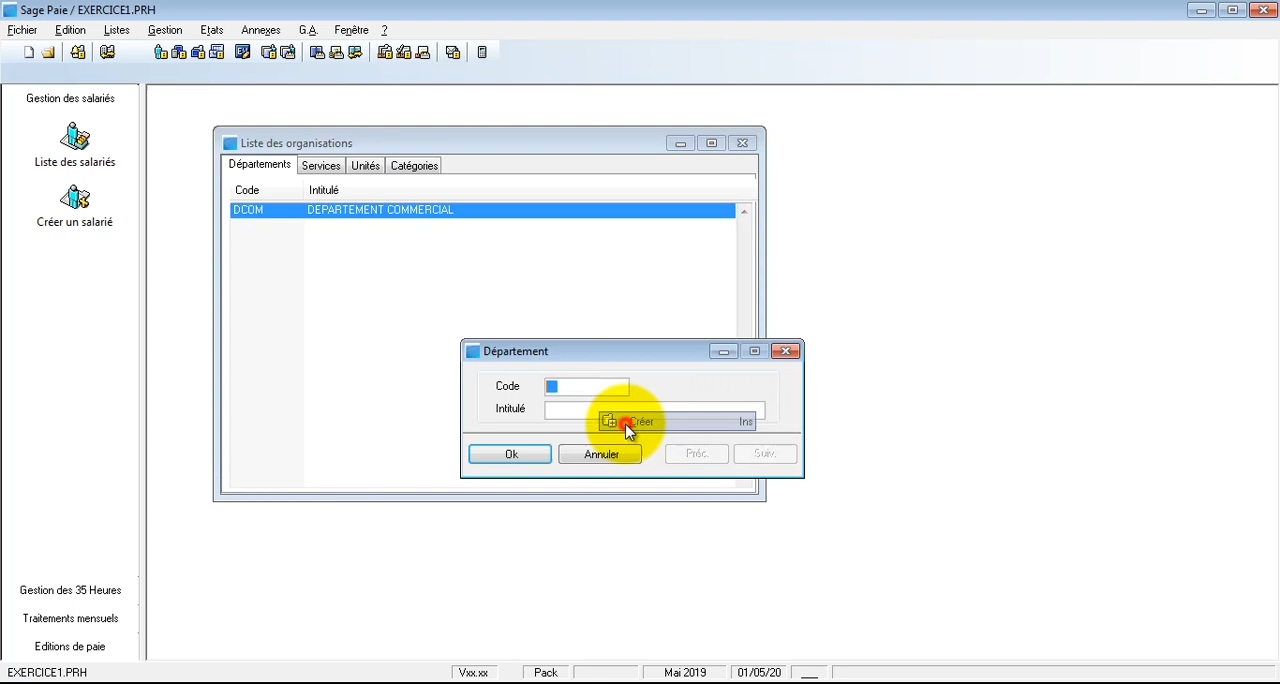 Sage Paie / EXERCICE1.PRH
Fichier Edition Listes Gestion Etats Annexes G.A. Fenêtre ?
Gestion des salariés
Liste des salariés
Créer un salarié
Liste des organisations
Départements Services Unités Catégories
Code Intitulé
DCOM DEPARTEMENT COMMERCIAL
Département
Code
Intitulé
Créer Ins
Ok Annuler Préc. Suiv.
Gestion des 35 Heures
Traitements mensuels
Editions de paie
EXERCICE1.PRH Vxx.xx Pack Mai 2019 01/05/20